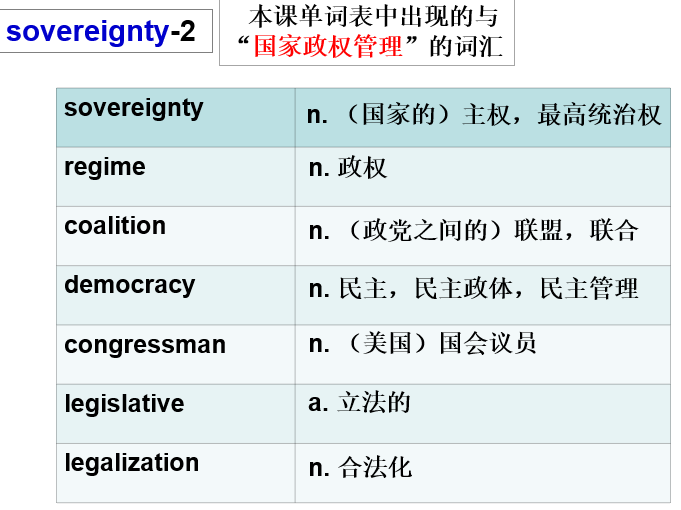 sovereignty-2
本课单词表中出现的与
“国家政权管理”的词汇
sovereignty n. （国家的）主权，最高统治权
regime n. 政权
coalition n. （政党之间的）联盟，联合
democracy n. 民主，民主政体，民主管理
congressman n. （美国）国会议员
legislative a. 立法的
legalization n. 合法化